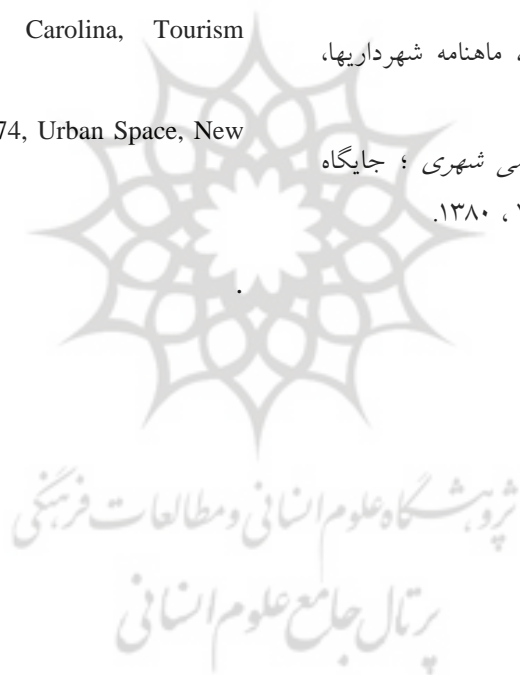 Carolina, Tourism
74, Urban Space, New
، ماهنامه شهرداریها،
ی شهری ؛ جایگاه
، ۱۳۸۰.
.
پژوهشگاه علوم انسانی و مطالعات فرهنگی
پرتال جامع علوم انسانی